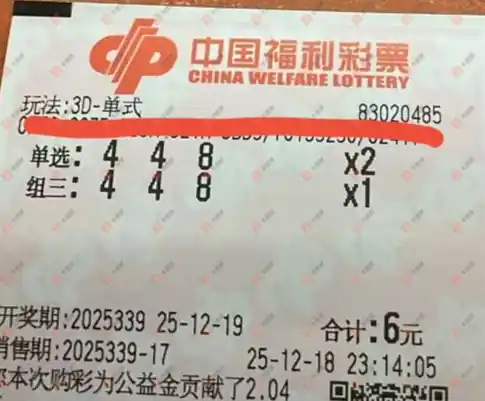 中国福利彩票
CHINA WELFARE LOTTERY
玩法:3D-单式 83020485
单选: 4 4 8 x2
组三: 4 4 8 x1
开奖期:2025339 25-12-19 合计:6元
销售期:2025339-17 25-12-18 23:14:05
您本次购彩为公益金贡献了2.04